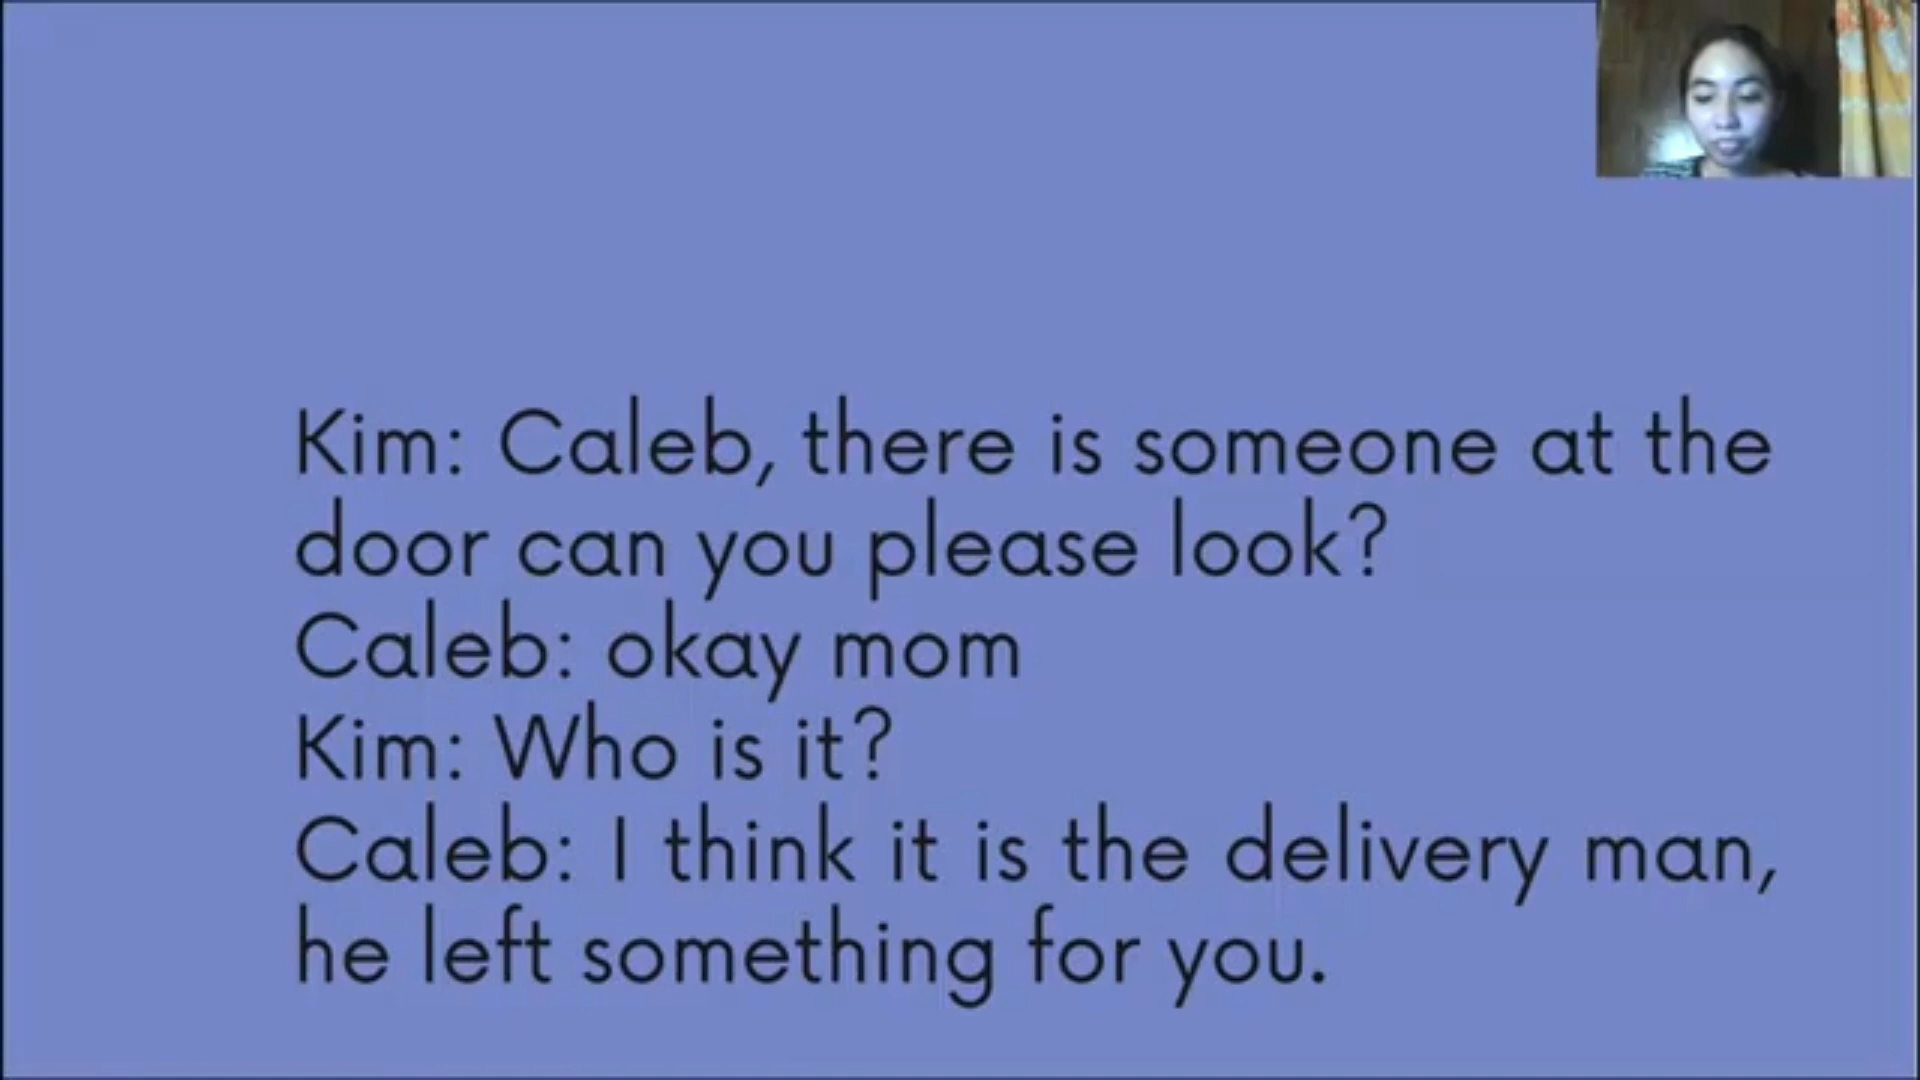 Kim: Caleb, there is someone at the
door can you please look?
Caleb: okay mom
Kim: Who is it?
Caleb: I think it is the delivery man,
he left something for you.